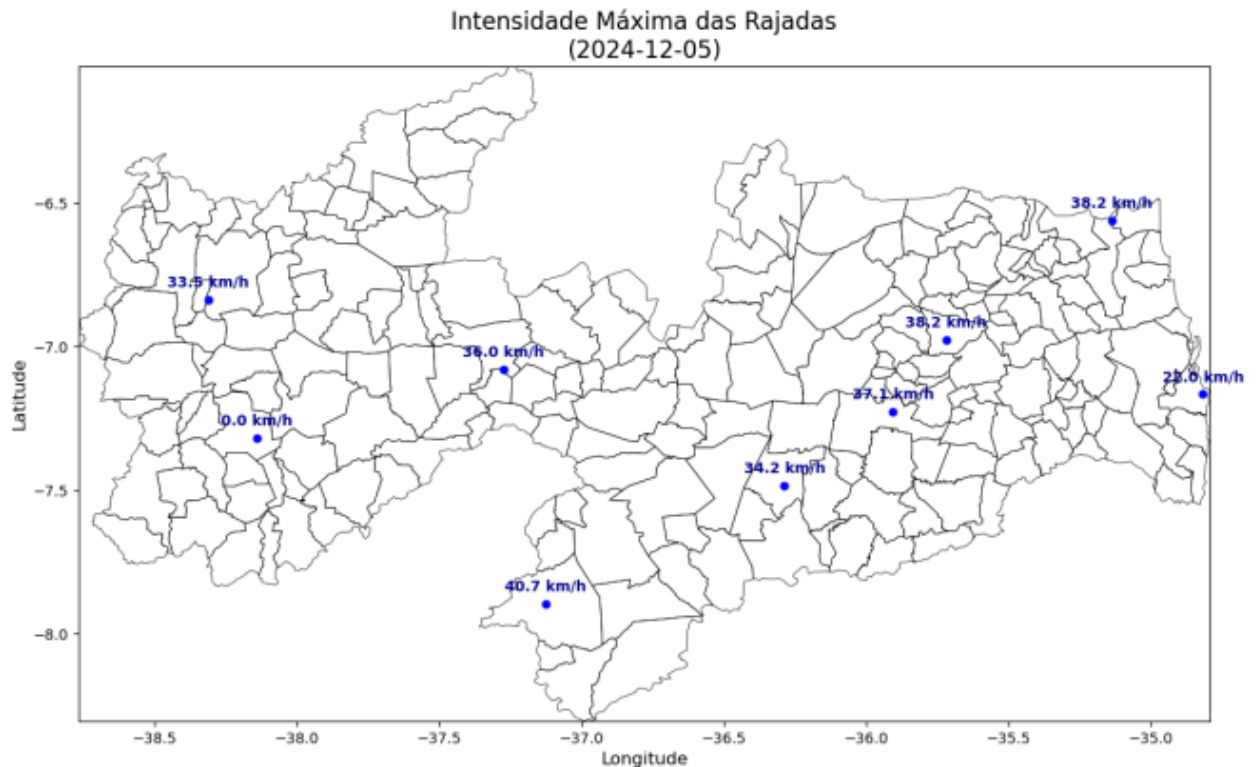 Intensidade Máxima das Rajadas
(2024-12-05)
38.2 km/h
33.5 km/h
38.2 km/h
36.0 km/h
22.0 km/h
37.1 km/h
0.0 km/h
34.2 km/h
40.7 km/h
−6.5
−7.0
−7.5
−8.0
Latitude
−38.5
−38.0
−37.5
−37.0
−36.5
−36.0
−35.5
−35.0
Longitude